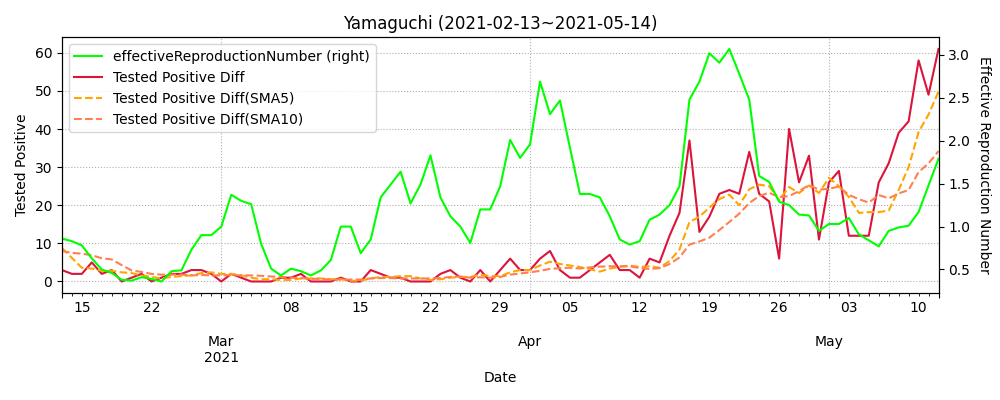 Yamaguchi (2021-02-13~2021-05-14)
effectiveReproductionNumber (right)
Tested Positive Diff
Tested Positive Diff(SMA5)
Tested Positive Diff(SMA10)
Tested Positive
60
50
40
30
20
10
0
Effective Reproduction Number
3.0
2.5
2.0
1.5
1.0
0.5
15 22 08 15 22 29 05 12 19 26 03 10
Mar Apr May
2021
Date